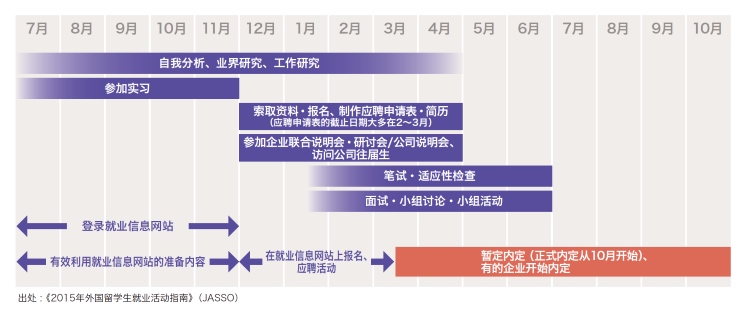 7月 8月 9月 10月 11月 12月 1月 2月 3月 4月 5月 6月 7月 8月 9月 10月
自我分析、业界研究、工作研究
参加实习
索取资料・报名、制作应聘申请表・简历
（应聘申请表的截止日期大多在2～3月）
参加企业联合说明会・研讨会/公司说明会、
访问公司往届生
笔试・适应性检查
面试・小组讨论・小组活动
登录就业信息网站
有效利用就业信息网站的准备内容
在就业信息网站上报名、
应聘活动
暂定内定（正式内定从10月开始）、
有的企业开始内定
出处：《2015年外国留学生就业活动指南》（JASSO）